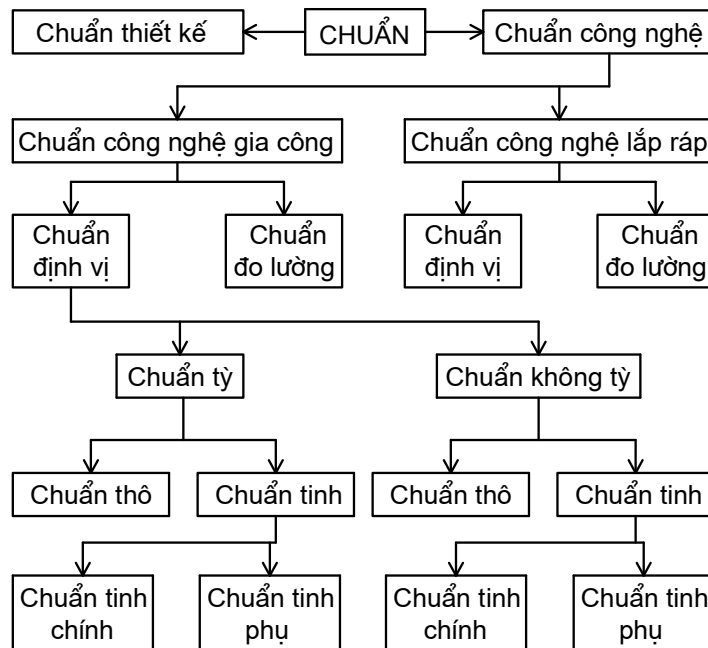 Chuẩn thiết kế
CHUẨN
Chuẩn công nghệ
Chuẩn công nghệ gia công
Chuẩn công nghệ lắp ráp
Chuẩn
định vị
Chuẩn
đo lường
Chuẩn
định vị
Chuẩn
đo lường
Chuẩn tỳ
Chuẩn không tỳ
Chuẩn thô
Chuẩn tinh
Chuẩn thô
Chuẩn tinh
Chuẩn tinh
chính
Chuẩn tinh
phụ
Chuẩn tinh
chính
Chuẩn tinh
phụ